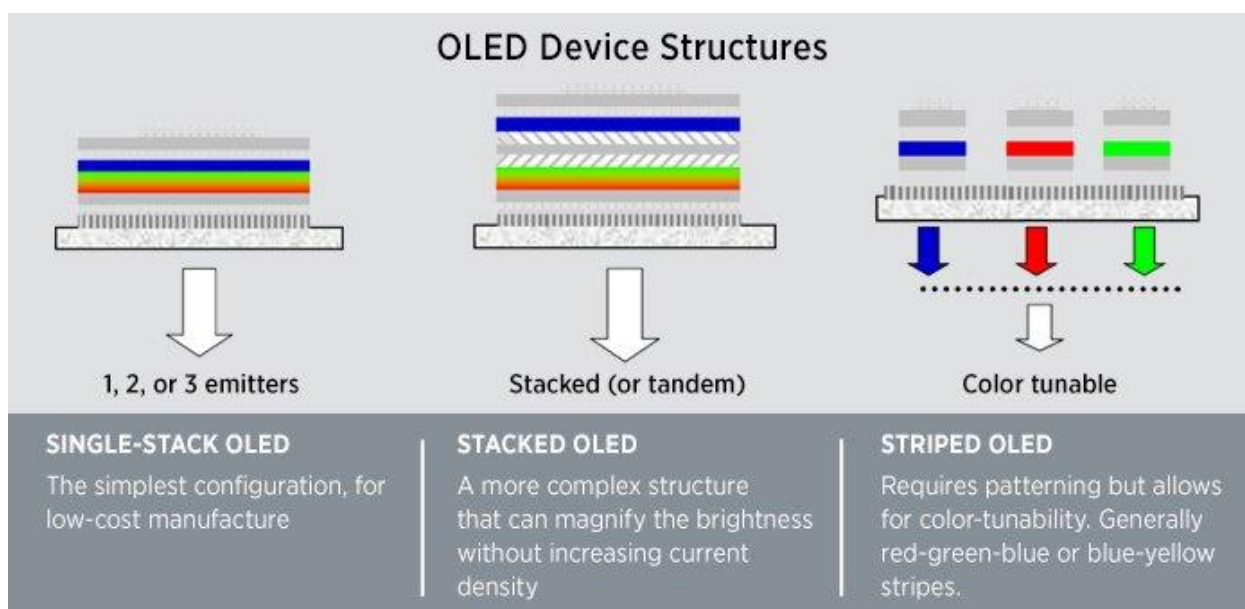 OLED Device Structures
1, 2, or 3 emitters
Stacked (or tandem)
Color tunable
SINGLE-STACK OLED
The simplest configuration, for
low-cost manufacture
STACKED OLED
A more complex structure
that can magnify the brightness
without increasing current
density
STRIPED OLED
Requires patterning but allows
for color-tunability. Generally
red-green-blue or blue-yellow
stripes.